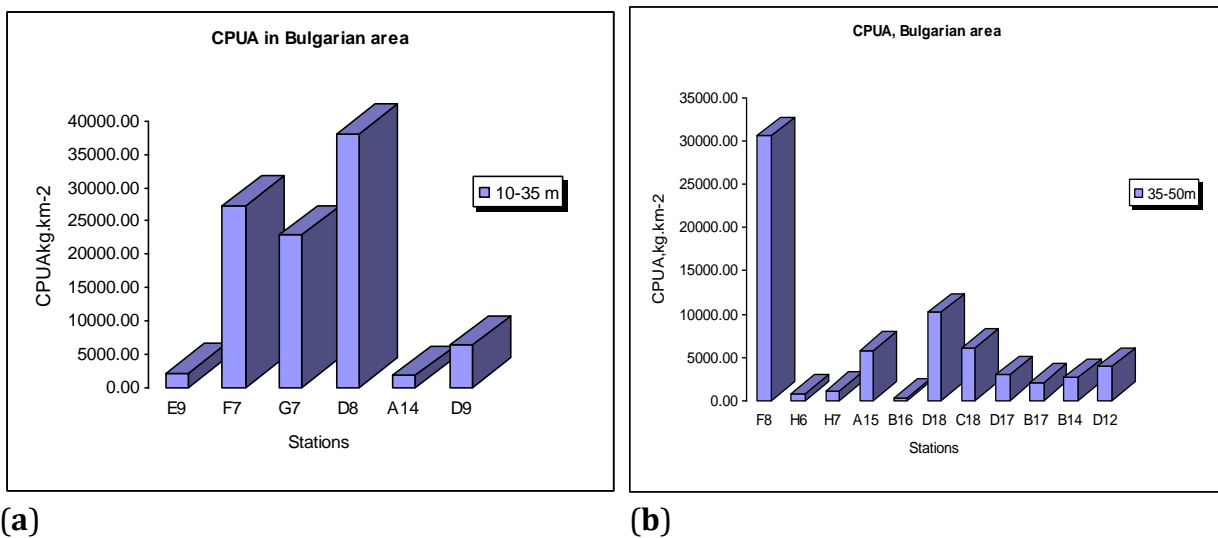 CPUA in Bulgarian area
CPUAkg.km-2
40000.00
35000.00
30000.00
25000.00
20000.00
15000.00
10000.00
5000.00
0.00
E9 F7 G7 D8 A14 D9
Stations
10-35 m
(a)
CPUA, Bulgarian area
CPUA,kg.km-2
35000.00
30000.00
25000.00
20000.00
15000.00
10000.00
5000.00
0.00
F8 H6 H7 A15 B16 D18 C18 D17 B17 B14 D12
Stations
35-50m
(b)